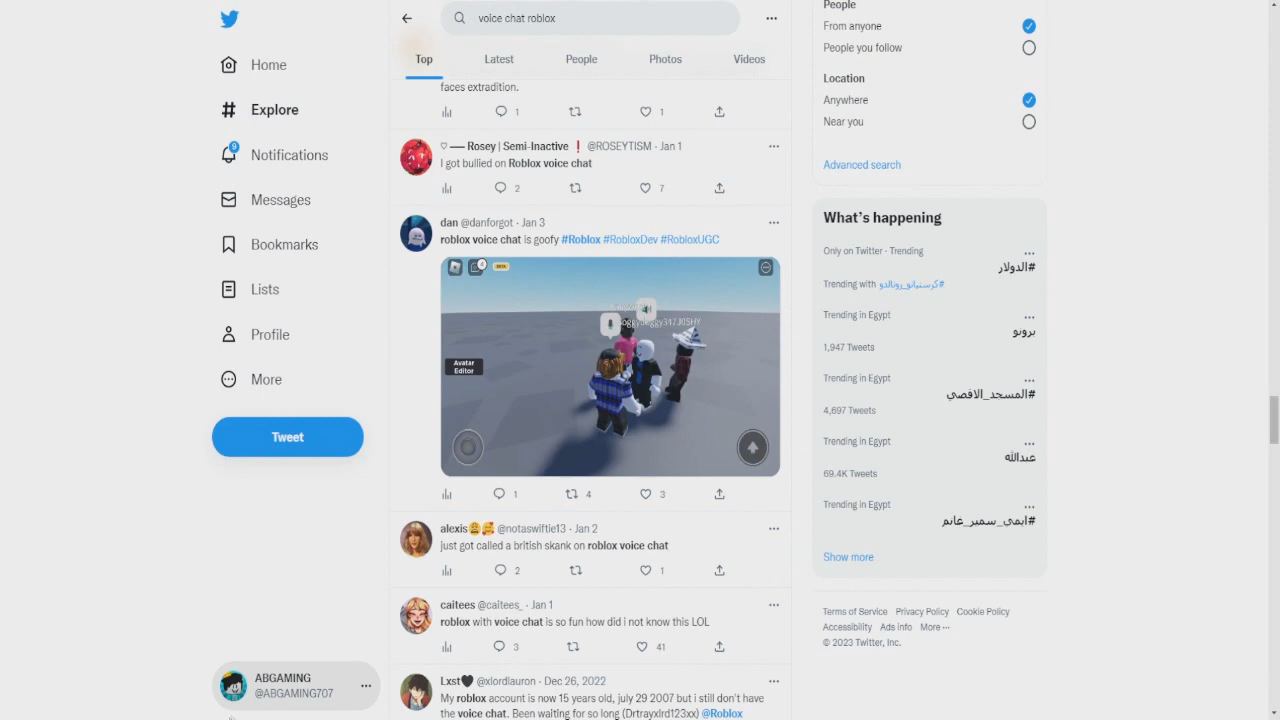 Home
Explore
9
Notifications
Messages
Bookmarks
Lists
Profile
More
Tweet
ABGAMING
@ABGAMING707
voice chat roblox
Top
Latest
People
Photos
Videos
faces extradition.
1
1
Rosey | Semi-Inactive ❗ @ROSEYTISM · Jan 1
I got bullied on Roblox voice chat
2
7
dan @danforgot · Jan 3
roblox voice chat is goofy #Roblox #RobloxDev #RobloxUGC
4
BETA
Avatar
Editor
1
4
3
alexis😩🥰 @notaswiftie13 · Jan 2
just got called a british skank on roblox voice chat
2
1
caitees @caitees_ · Jan 1
roblox with voice chat is so fun how did i not know this LOL
3
41
Lxst🖤 @xlordlauron · Dec 26, 2022
My roblox account is now 15 years old, july 29 2007 but i still don't have
the voice chat. Been waiting for so long (Drtrayxlrd123xx) @Roblox
People
From anyone
People you follow
Location
Anywhere
Near you
Advanced search
What's happening
Only on Twitter · Trending
#الدولار
Trending with #كرستيانو_رونالدو
Trending in Egypt
برونو
1,947 Tweets
Trending in Egypt
#المسجد_الاقصي
4,697 Tweets
Trending in Egypt
عبدالله
69.4K Tweets
Trending in Egypt
#ايمي_سمير_غانم
Show more
Terms of Service Privacy Policy Cookie Policy
Accessibility Ads info More ···
© 2023 Twitter, Inc.